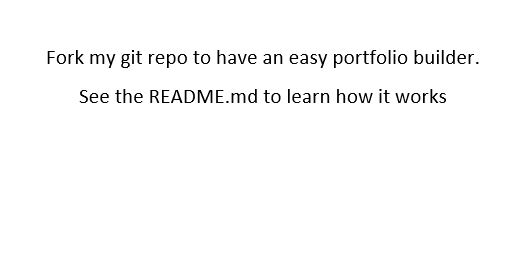 Fork my git repo to have an easy portfolio builder.
See the README.md to learn how it works